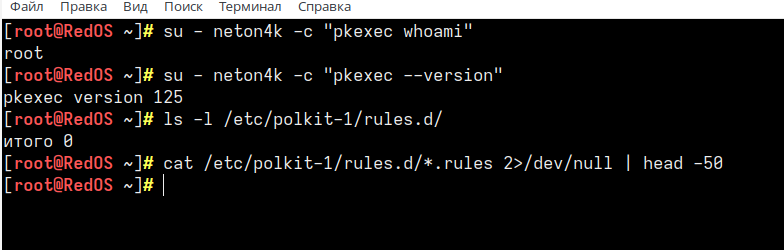 Файл Правка Вид Поиск Терминал Справка
[root@RedOS ~]# su - neton4k -c "pkexec whoami"
root
[root@RedOS ~]# su - neton4k -c "pkexec --version"
pkexec version 125
[root@RedOS ~]# ls -l /etc/polkit-1/rules.d/
итого 0
[root@RedOS ~]# cat /etc/polkit-1/rules.d/*.rules 2>/dev/null | head -50
[root@RedOS ~]#